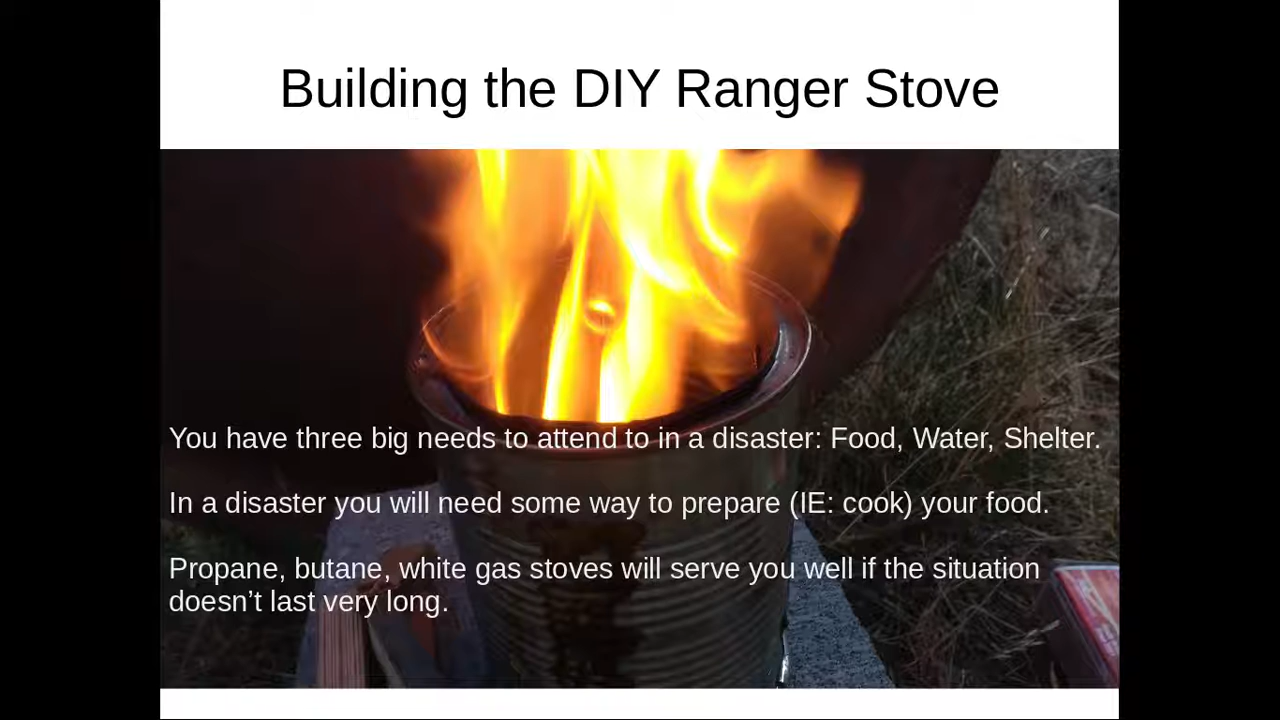 Building the DIY Ranger Stove
You have three big needs to attend to in a disaster: Food, Water, Shelter.
In a disaster you will need some way to prepare (IE: cook) your food.
Propane, butane, white gas stoves will serve you well if the situation
doesn’t last very long.